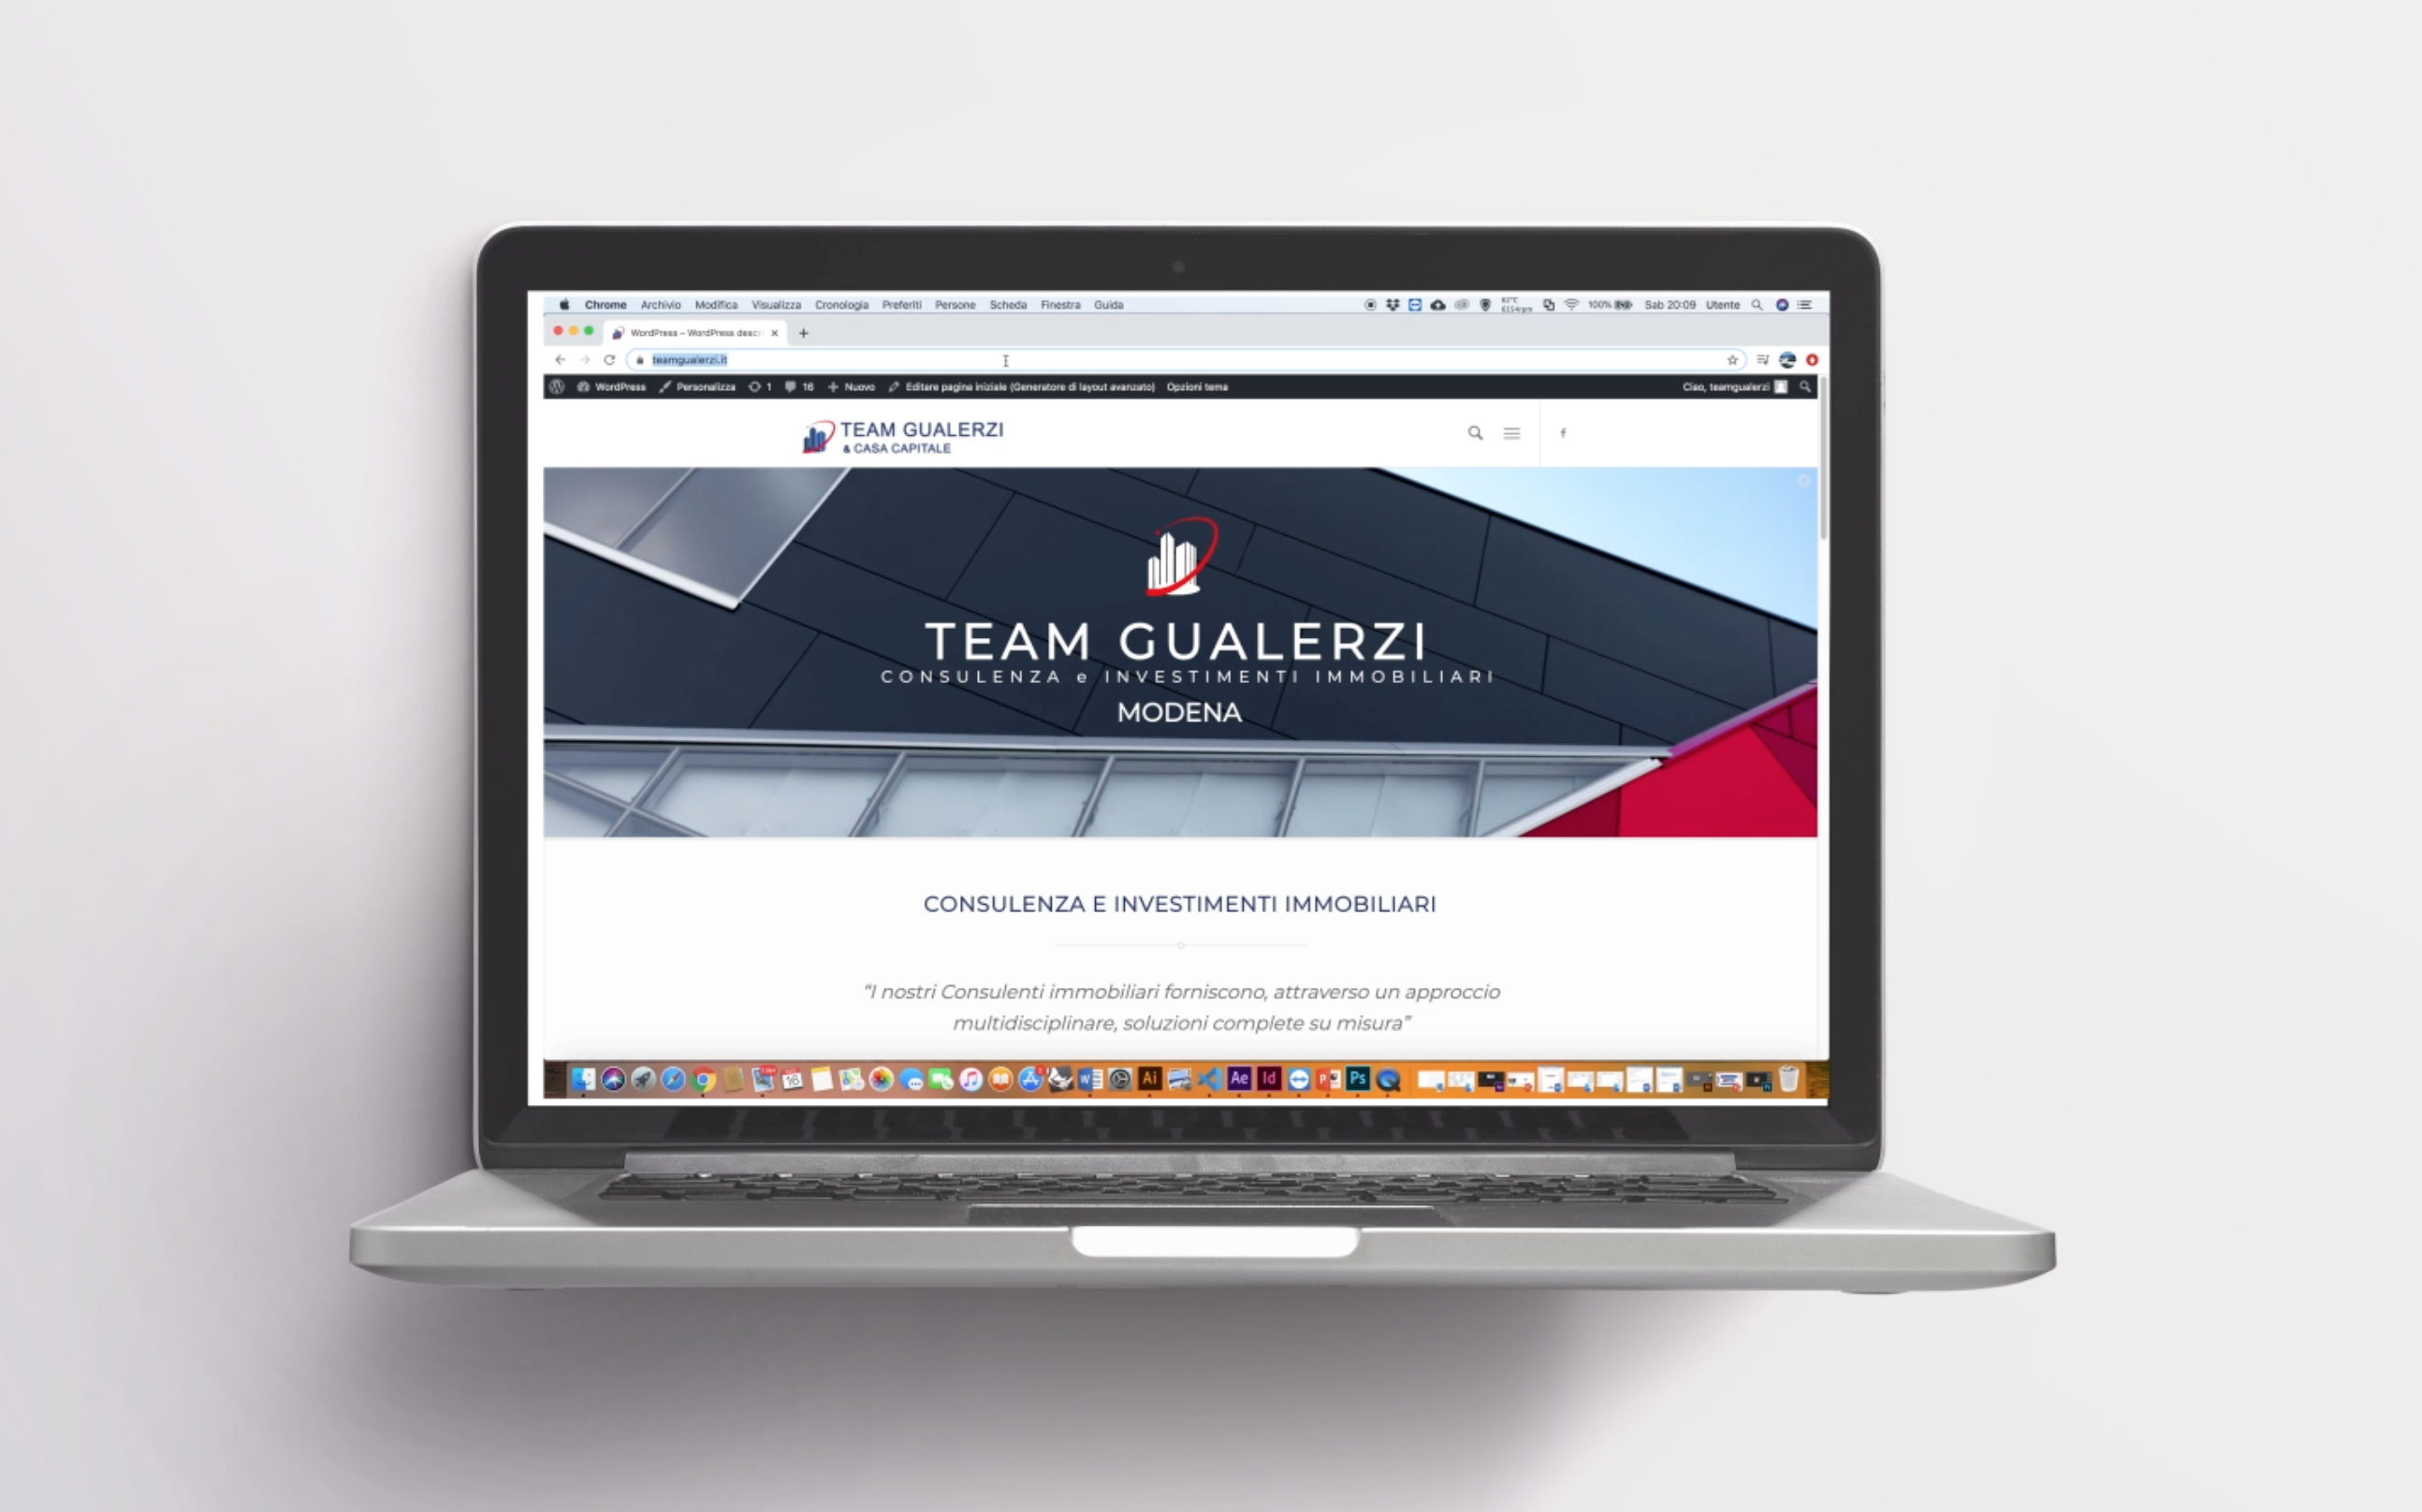 Chrome Archivio Modifica Visualizza Cronologia Preferiti Persone Scheda Finestra Guida
100% Sab 20:09 Utente
WordPress – WordPress descr
teamgualerzi.it
WordPress Personalizza 1 16 Nuovo Editare pagina iniziale (Generatore di layout avanzato) Opzioni tema
Ciao, teamgualerzi
TEAM GUALERZI
& CASA CAPITALE
f
TEAM GUALERZI
CONSULENZA e INVESTIMENTI IMMOBILIARI
MODENA
CONSULENZA E INVESTIMENTI IMMOBILIARI
“I nostri Consulenti immobiliari forniscono, attraverso un approccio
multidisciplinare, soluzioni complete su misura”
16 Ai Ae Id Ps